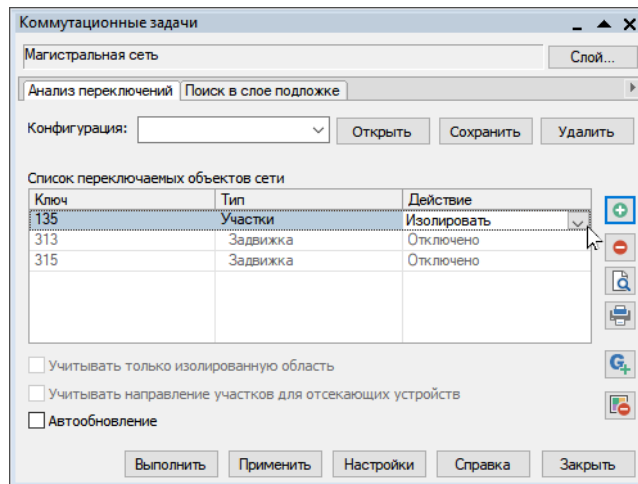 Коммутационные задачи
Магистральная сеть Слой...
Анализ переключений Поиск в слое подложке
Конфигурация: Открыть Сохранить Удалить
Список переключаемых объектов сети
Ключ Тип Действие
135 Участки Изолировать
313 Задвижка Отключено
315 Задвижка Отключено
Учитывать только изолированную область
Учитывать направление участков для отсекающих устройств
Автообновление
Выполнить Применить Настройки Справка Закрыть